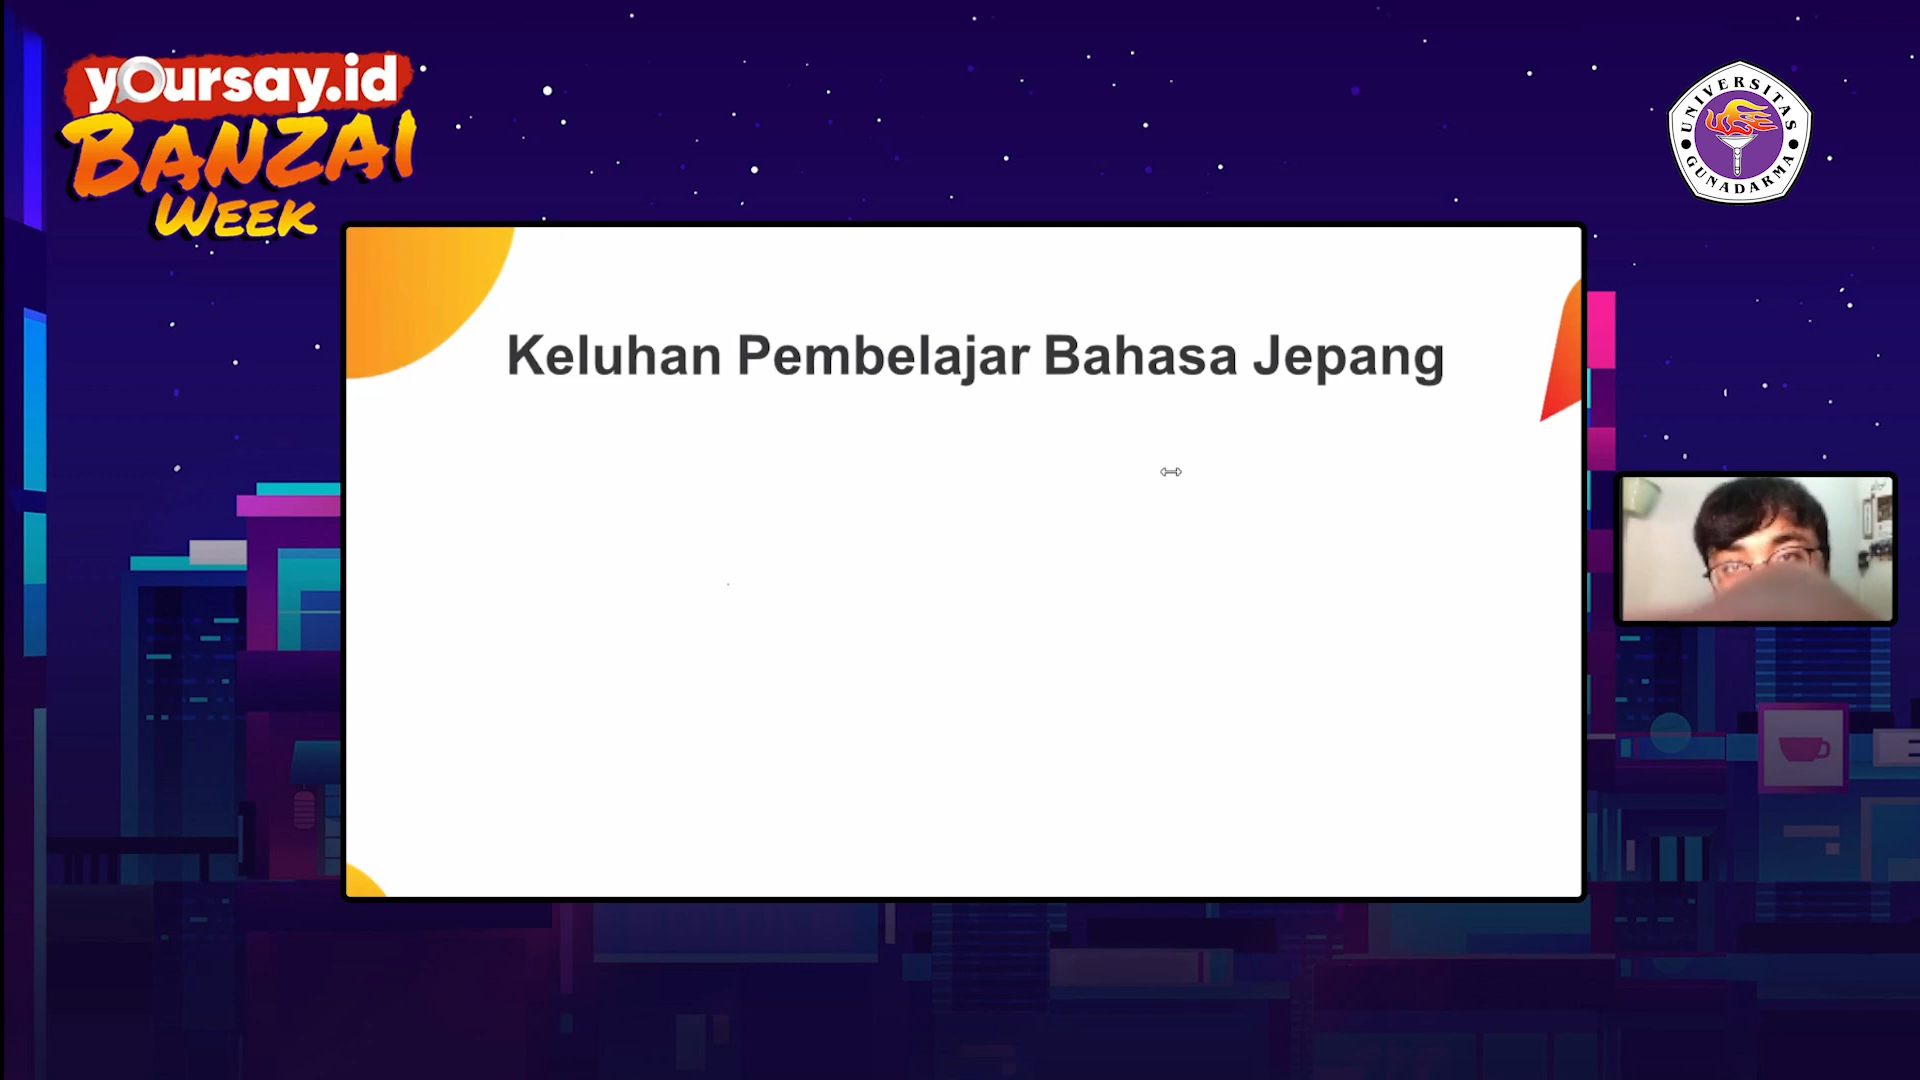 yoursay.id
BANZAI
WEEK
UNIVERSITAS
GUNADARMA
Keluhan Pembelajar Bahasa Jepang